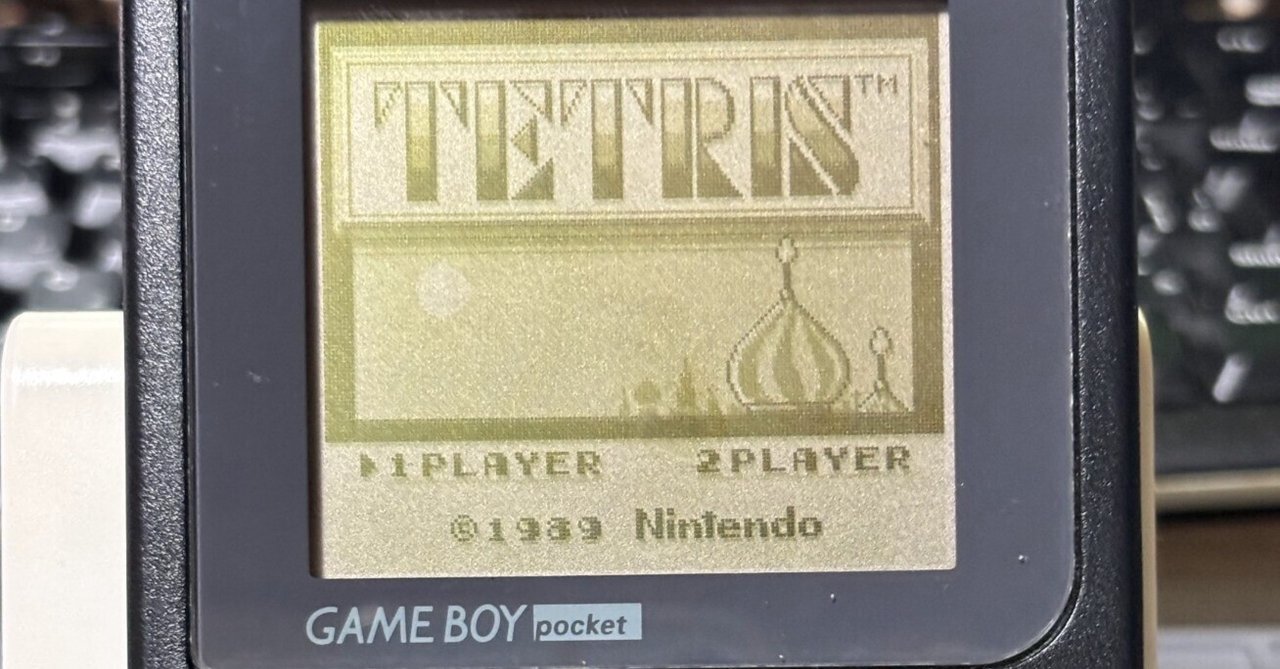 TETRIS™
▶1PLAYER 2PLAYER
©1989 Nintendo
GAME BOY pocket